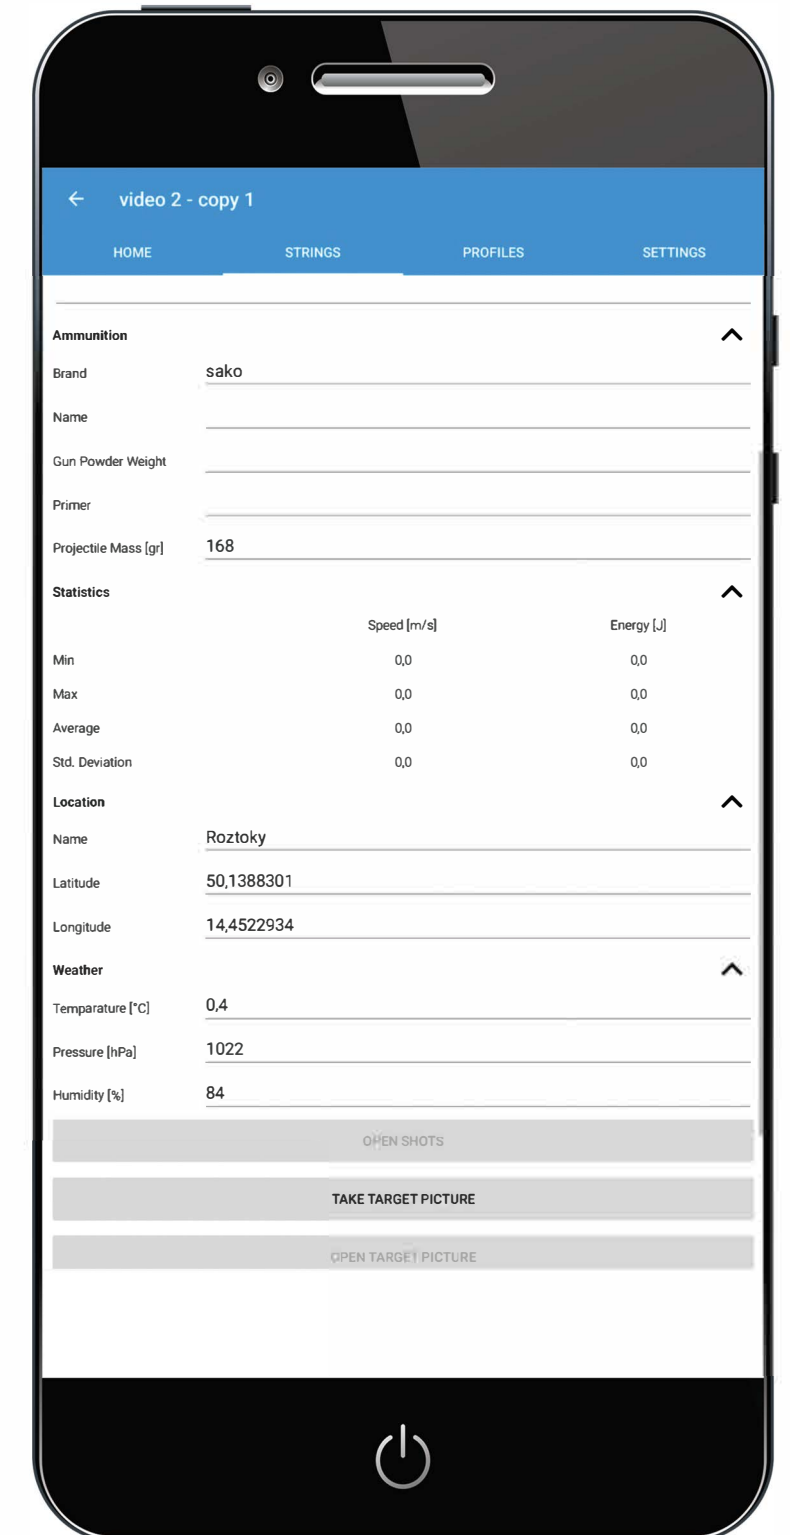 video 2 - copy 1
HOME STRINGS PROFILES SETTINGS
Ammunition
Brand sako
Name
Gun Powder Weight
Primer
Projectile Mass [gr] 168
Statistics
Speed [m/s] Energy [J]
Min 0,0 0,0
Max 0,0 0,0
Average 0,0 0,0
Std. Deviation 0,0 0,0
Location
Name Roztoky
Latitude 50,1388301
Longitude 14,4522934
Weather
Temparature [°C] 0,4
Pressure [hPa] 1022
Humidity [%] 84
OPEN SHOTS
TAKE TARGET PICTURE
OPEN TARGET PICTURE